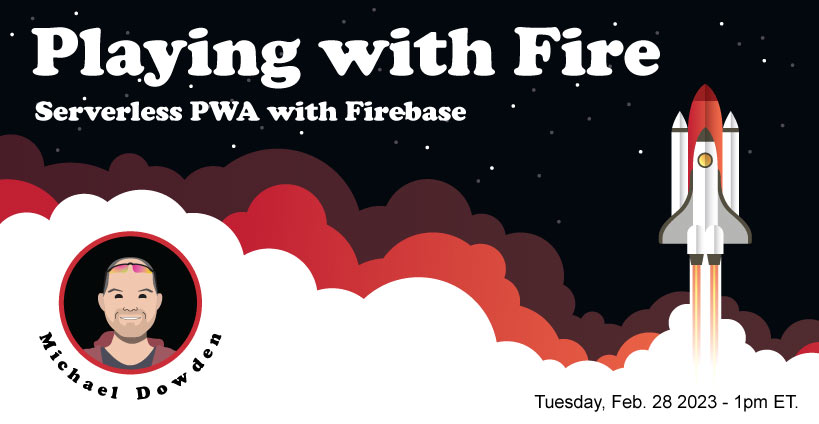 Playing with Fire
Serverless PWA with Firebase
Michael Dowden
Tuesday, Feb. 28 2023 - 1pm ET.